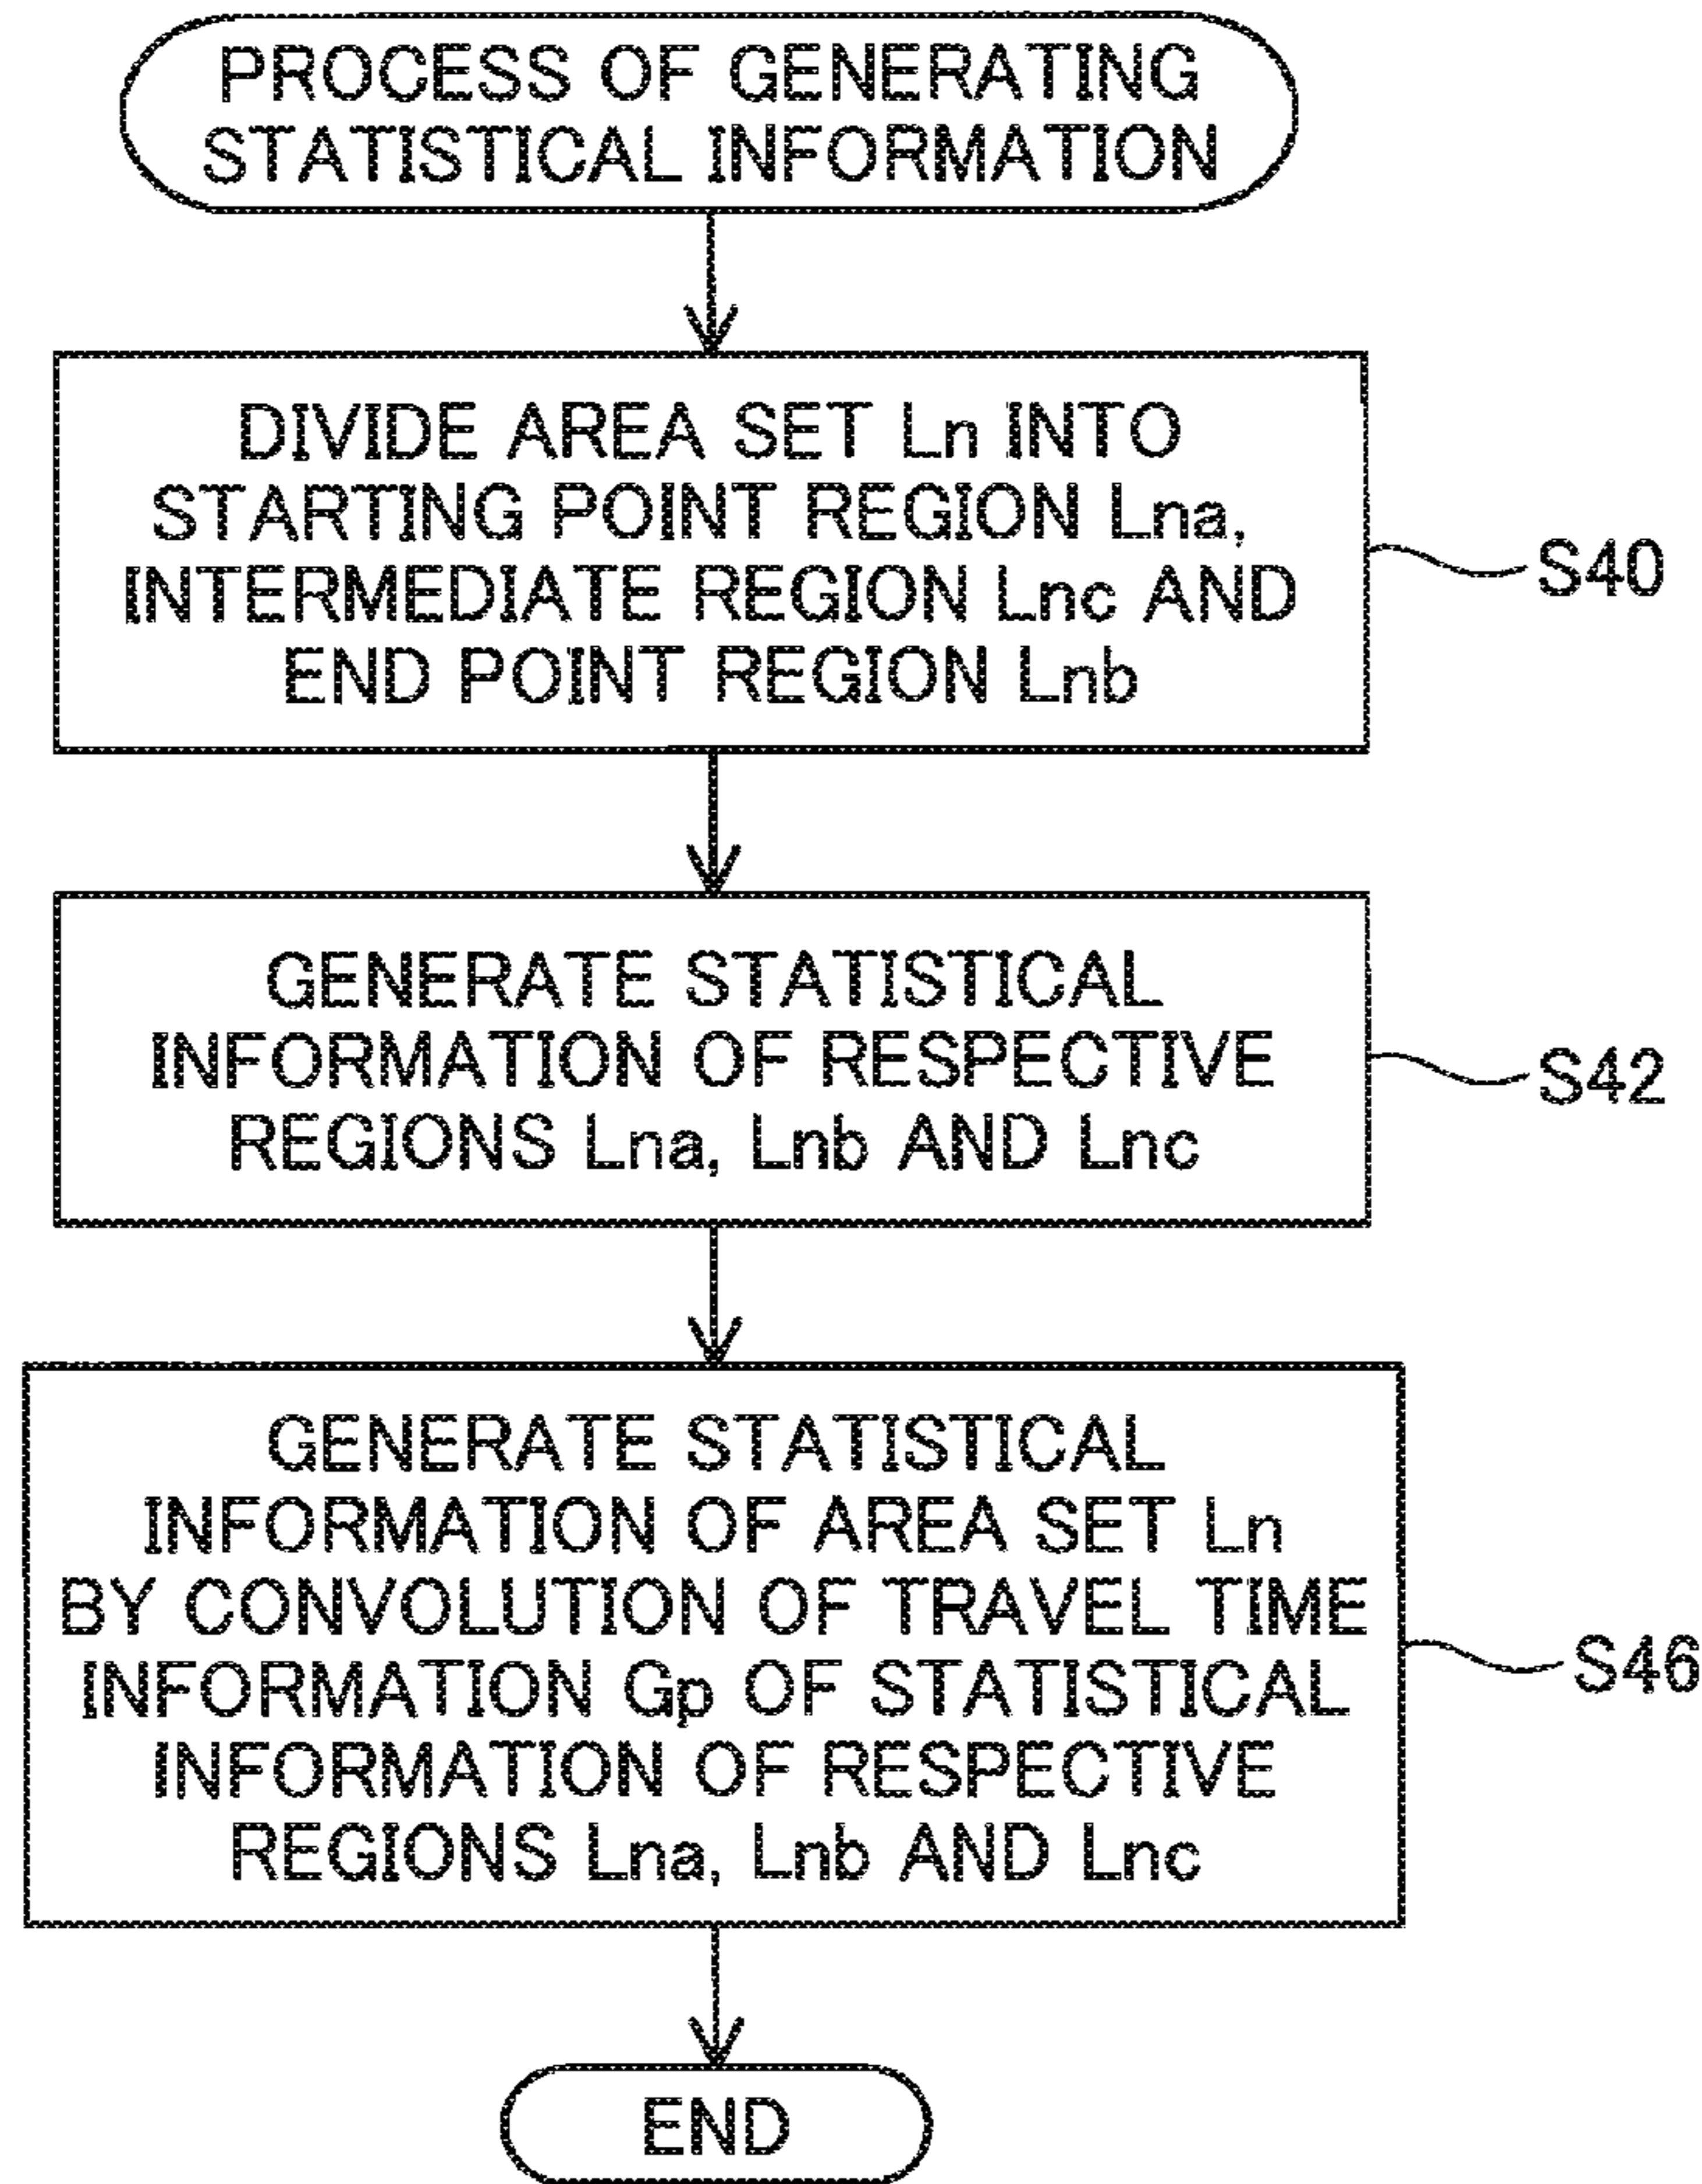 PROCESS OF GENERATING
STATISTICAL INFORMATION
DIVIDE AREA SET Ln INTO
STARTING POINT REGION Lna,
INTERMEDIATE REGION Lnc AND
END POINT REGION Lnb
S40
GENERATE STATISTICAL
INFORMATION OF RESPECTIVE
REGIONS Lna, Lnb AND Lnc
S42
GENERATE STATISTICAL
INFORMATION OF AREA SET Ln
BY CONVOLUTION OF TRAVEL TIME
INFORMATION Gp OF STATISTICAL
INFORMATION OF RESPECTIVE
REGIONS Lna, Lnb AND Lnc
S46
END